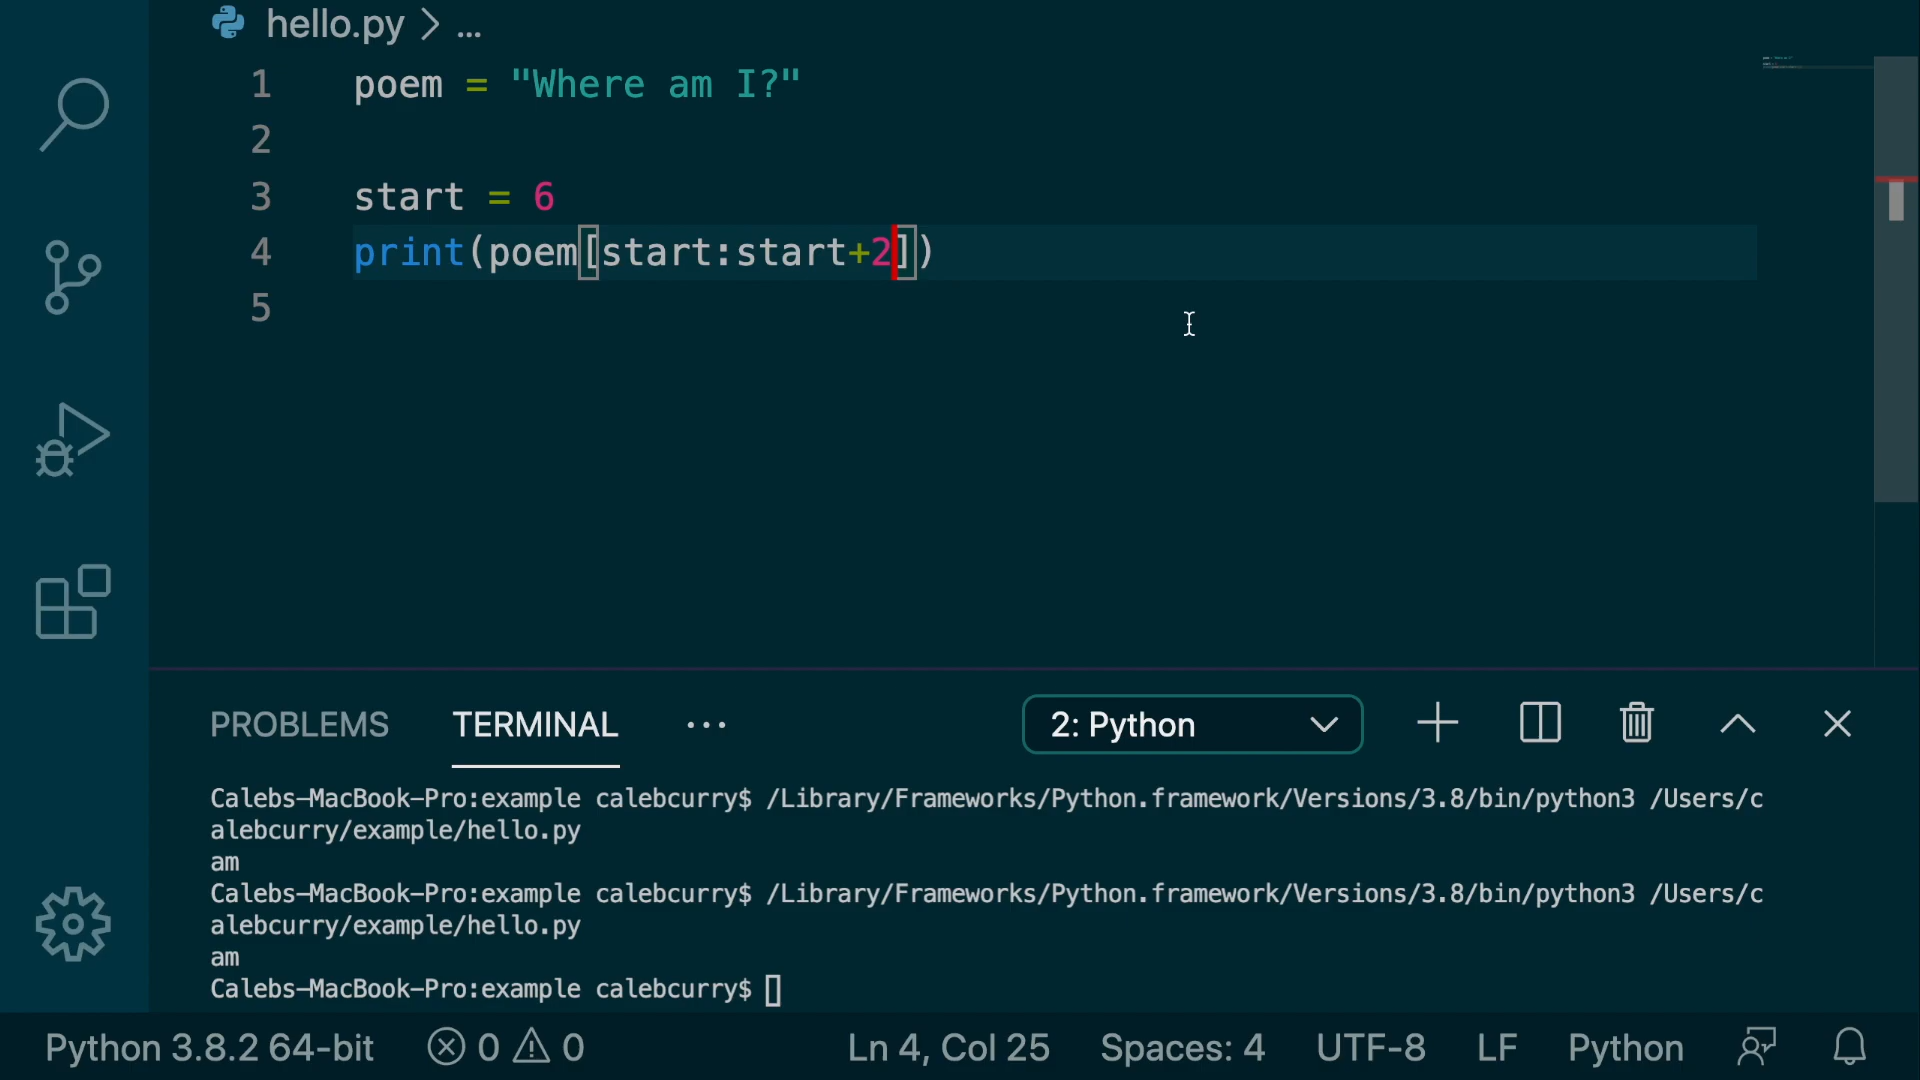 hello.py > ...
1 poem = "Where am I?"
2
3 start = 6
4 print(poem[start:start+2])
5
PROBLEMS TERMINAL ... 2: Python
Calebs-MacBook-Pro:example calebcurry$ /Library/Frameworks/Python.framework/Versions/3.8/bin/python3 /Users/c
alebcurry/example/hello.py
am
Calebs-MacBook-Pro:example calebcurry$ /Library/Frameworks/Python.framework/Versions/3.8/bin/python3 /Users/c
alebcurry/example/hello.py
am
Calebs-MacBook-Pro:example calebcurry$
Python 3.8.2 64-bit 0 0 Ln 4, Col 25 Spaces: 4 UTF-8 LF Python